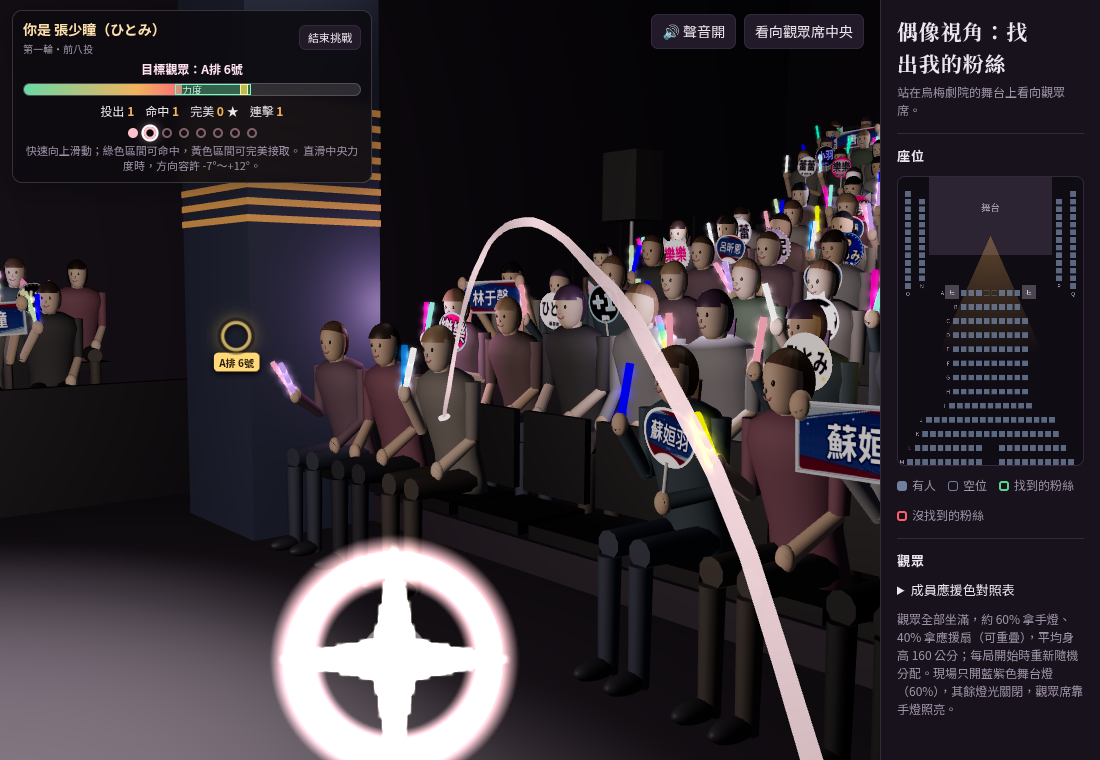 你是 張少瞳（ひとみ）
第一輪・前八投
結束挑戰
目標觀眾：A排 6號
力度
投出 1 命中 1 完美 0 ★ 連擊 1
快速向上滑動；綠色區間可命中，黃色區間可完美接取。 直滑中央力
度時，方向容許 -7°～+12°。
🔊 聲音開
看向觀眾席中央
A排 6號
林于馨
樂樂
+1
呂昕恩
樂樂
蘇姮羽
蘇姮
偶像視角：找
出我的粉絲
站在烏梅劇院的舞台上看向觀眾
席。
座位
舞台
有人
空位
找到的粉絲
沒找到的粉絲
觀眾
▶ 成員應援色對照表
觀眾全部坐滿，約 60% 拿手燈、
40% 拿應援扇（可重疊），平均身
高 160 公分；每局開始時重新隨機
分配。現場只開藍紫色舞台燈
（60%），其餘燈光關閉，觀眾席靠
手燈照亮。